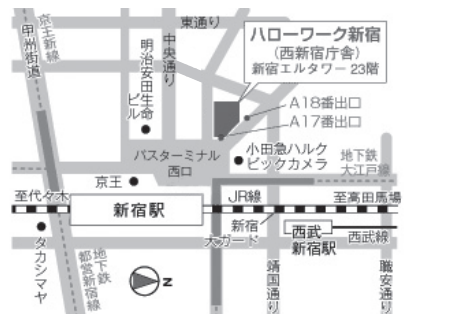 東通り
ハローワーク新宿
(西新宿庁舎)
新宿エルタワー 23階
京王新線
甲州街道
中央通り
明治安田生命
ビル
A18番出口
A17番出口
バスターミナル
西口
小田急ハルク
ビックカメラ
地下鉄
大江戸線
京王
至代々木
JR線
至高田馬場
新宿駅
新宿
大ガード
西武
新宿駅
西武線
タカシマヤ
地下鉄
都営新宿線
N
靖国通り
職安通り